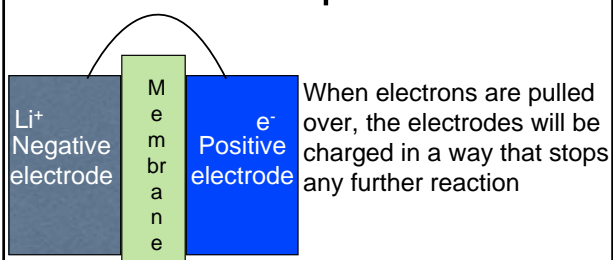 Li⁺
Negative
electrode
M
e
m
br
a
n
e
e⁻
Positive
electrode
When electrons are pulled
over, the electrodes will be
charged in a way that stops
any further reaction